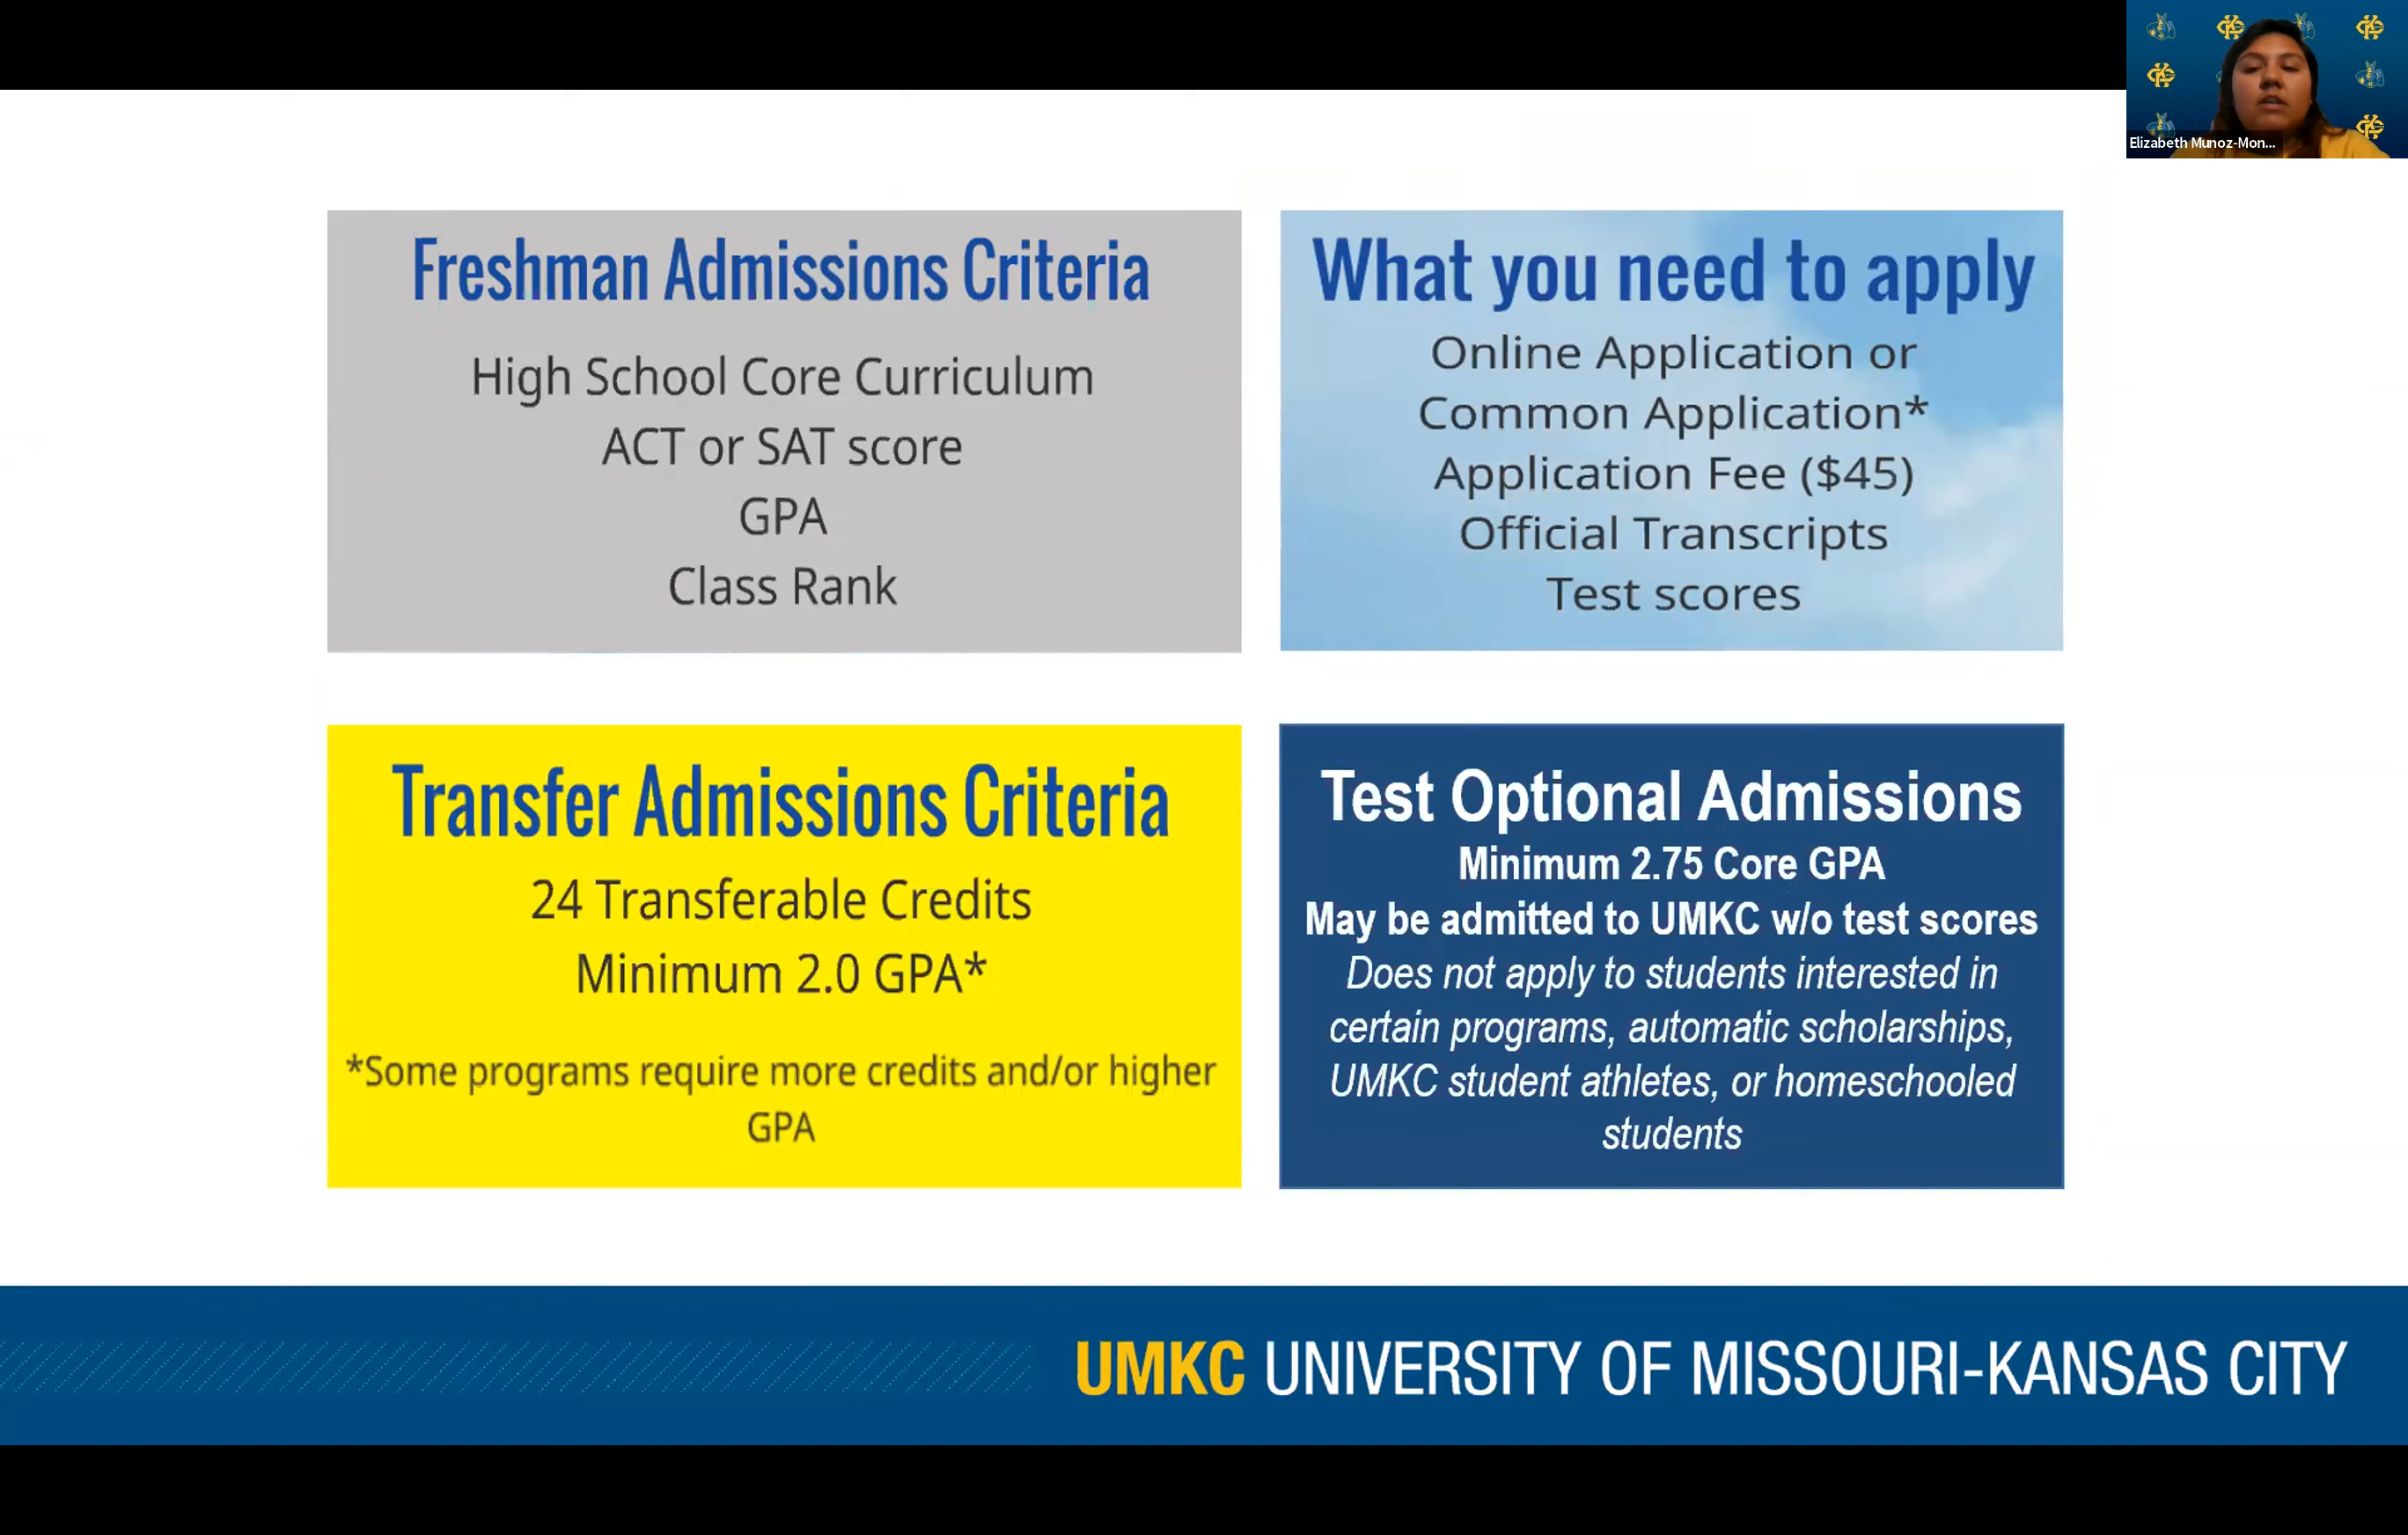 Elizabeth Munoz-Mon...
Freshman Admissions Criteria
High School Core Curriculum
ACT or SAT score
GPA
Class Rank
What you need to apply
Online Application or
Common Application*
Application Fee ($45)
Official Transcripts
Test scores
Transfer Admissions Criteria
24 Transferable Credits
Minimum 2.0 GPA*
*Some programs require more credits and/or higher
GPA
Test Optional Admissions
Minimum 2.75 Core GPA
May be admitted to UMKC w/o test scores
Does not apply to students interested in
certain programs, automatic scholarships,
UMKC student athletes, or homeschooled
students
UMKC UNIVERSITY OF MISSOURI-KANSAS CITY